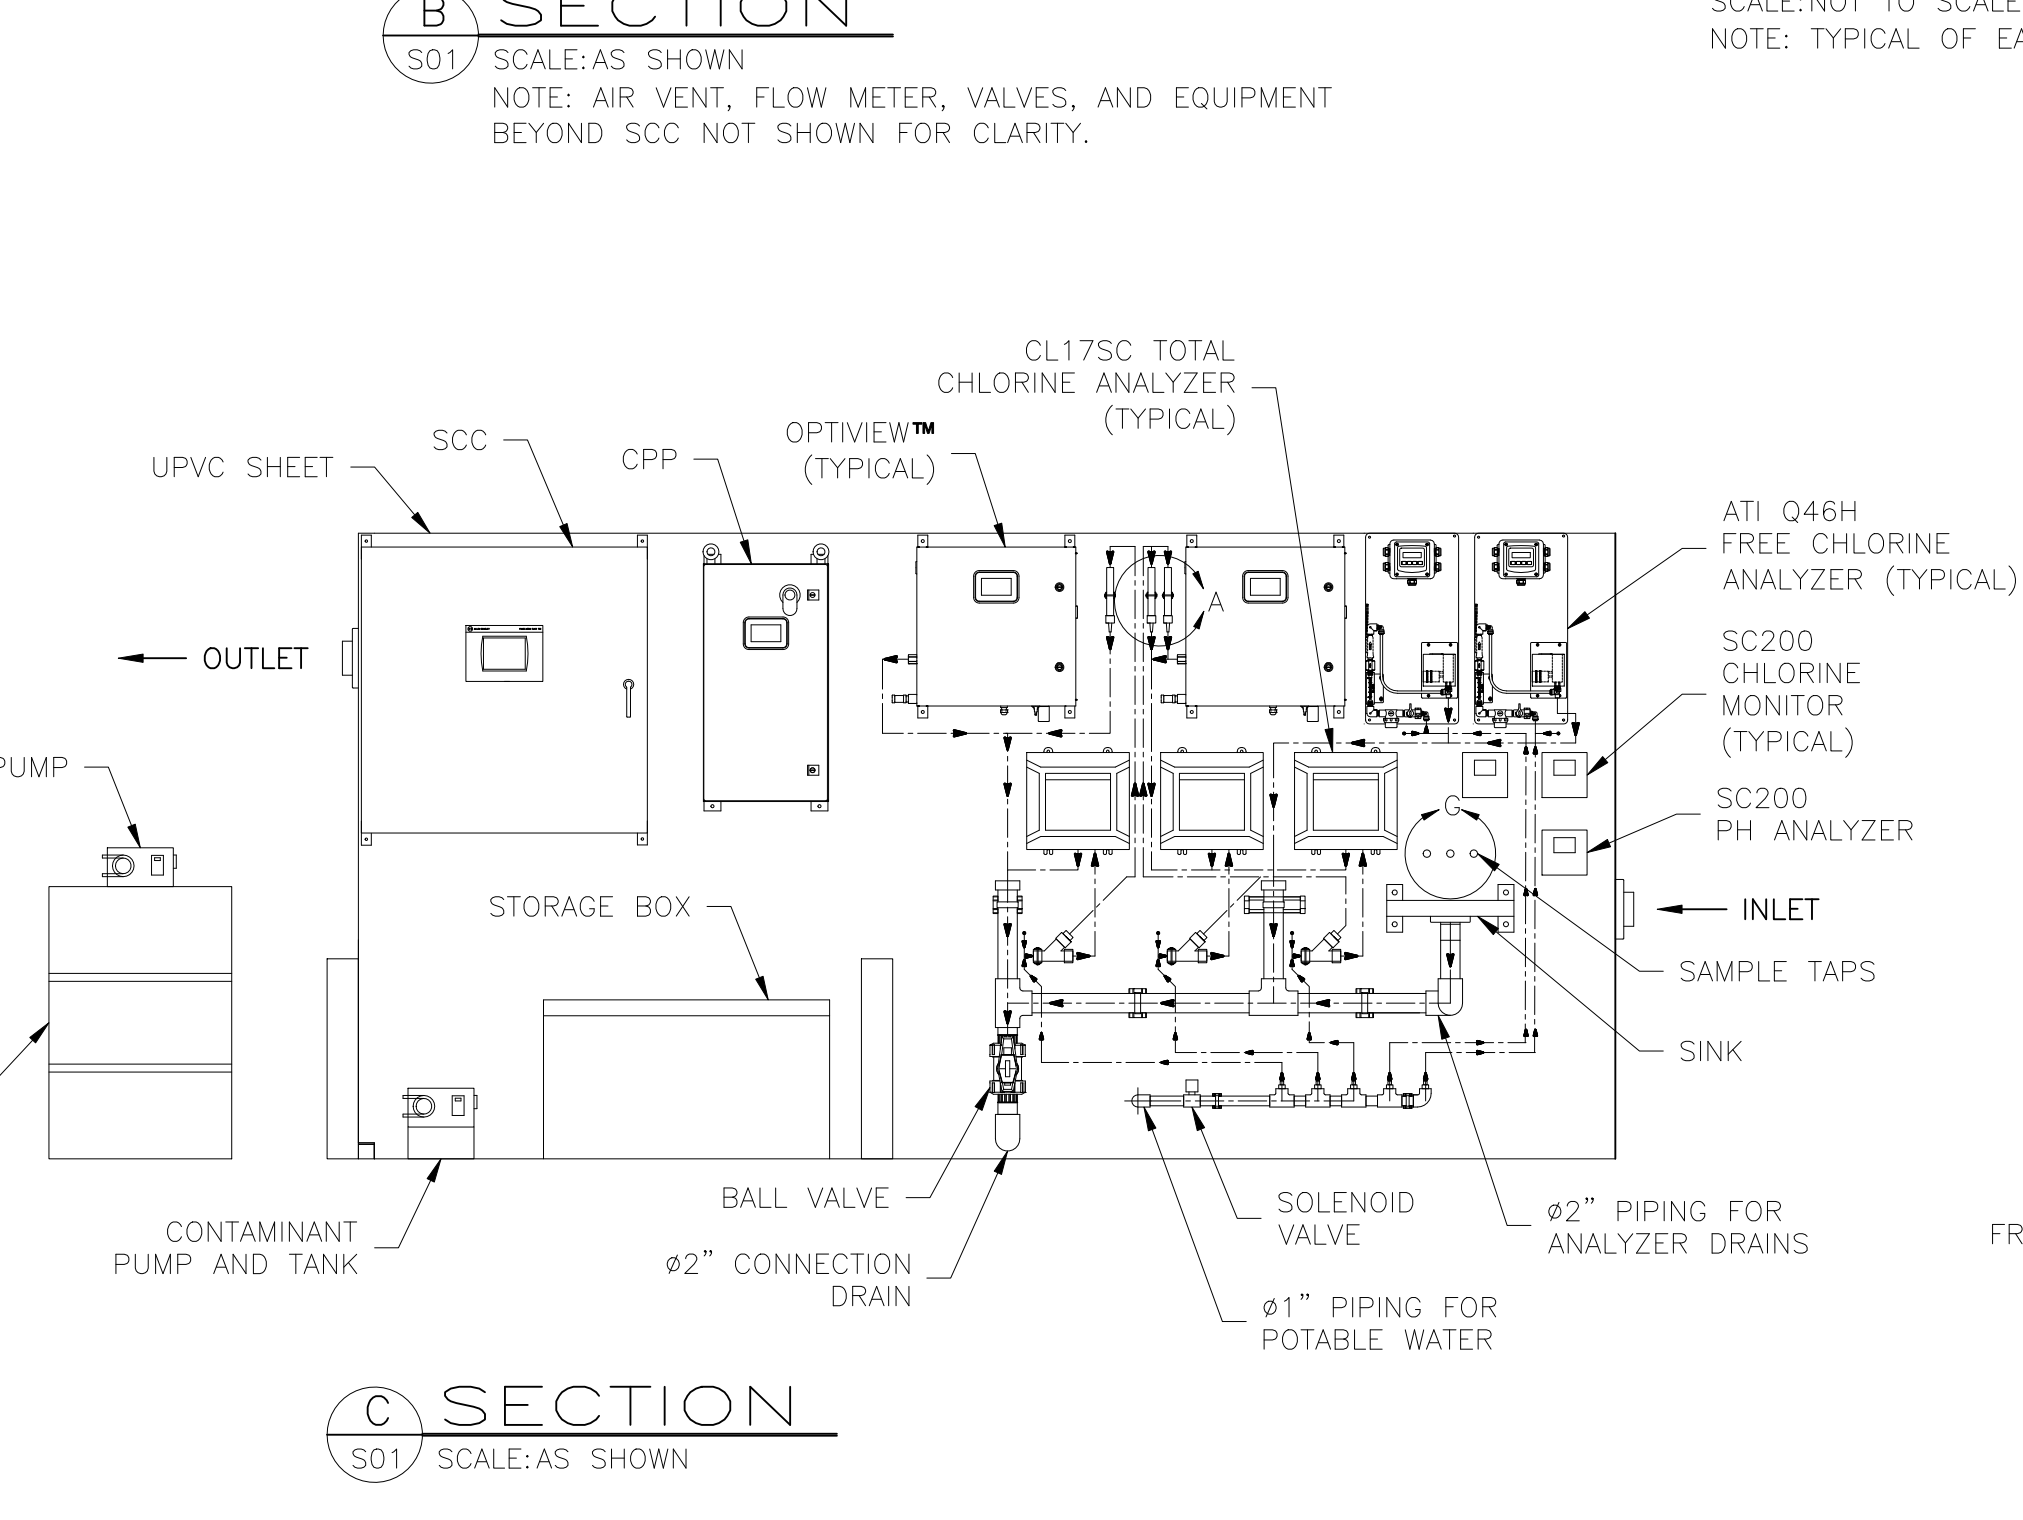 B
SECTION
S01
SCALE: AS SHOWN
NOTE: AIR VENT, FLOW METER, VALVES, AND EQUIPMENT
BEYOND SCC NOT SHOWN FOR CLARITY.
SCALE: NOT TO SCALE
NOTE: TYPICAL OF EA
CL17SC TOTAL
CHLORINE ANALYZER
(TYPICAL)
OPTIVIEW™
(TYPICAL)
SCC
CPP
UPVC SHEET
ATI Q46H
FREE CHLORINE
ANALYZER (TYPICAL)
A
OUTLET
SC200
CHLORINE
MONITOR
(TYPICAL)
PUMP
SC200
PH ANALYZER
G
STORAGE BOX
INLET
SAMPLE TAPS
SINK
BALL VALVE
SOLENOID
VALVE
ø2” PIPING FOR
ANALYZER DRAINS
FR
CONTAMINANT
PUMP AND TANK
ø2” CONNECTION
DRAIN
ø1” PIPING FOR
POTABLE WATER
C
SECTION
S01
SCALE: AS SHOWN